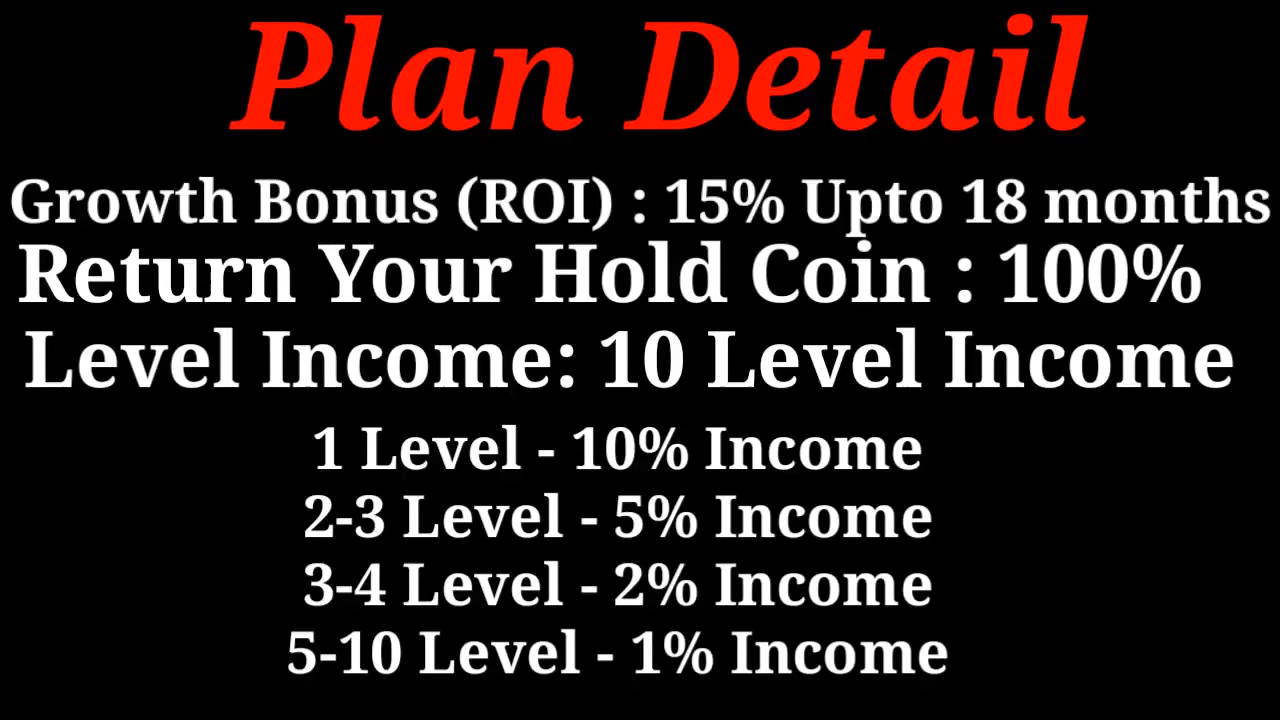 Plan Detail
Growth Bonus (ROI) : 15% Upto 18 months
Return Your Hold Coin : 100%
Level Income: 10 Level Income
1 Level - 10% Income
2-3 Level - 5% Income
3-4 Level - 2% Income
5-10 Level - 1% Income